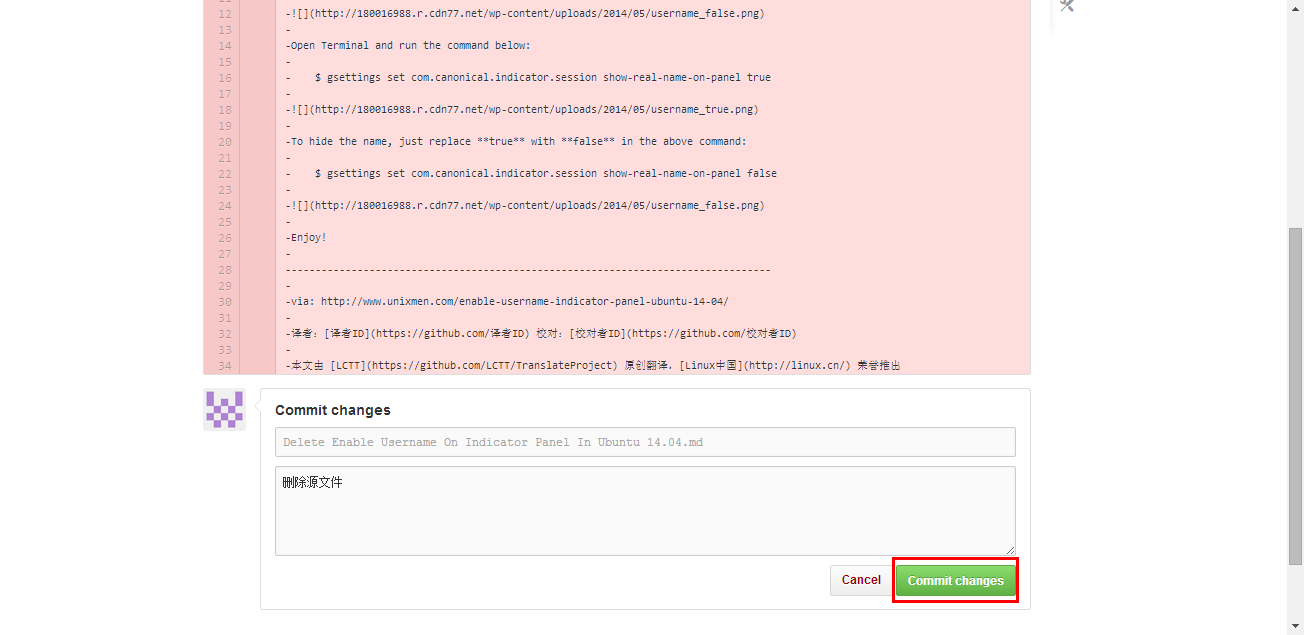 12 -![](http://180016988.r.cdn77.net/wp-content/uploads/2014/05/username_false.png)
13 -
14 -Open Terminal and run the command below:
15 -
16 -    $ gsettings set com.canonical.indicator.session show-real-name-on-panel true
17 -
18 -![](http://180016988.r.cdn77.net/wp-content/uploads/2014/05/username_true.png)
19 -
20 -To hide the name, just replace **true** with **false** in the above command:
21 -
22 -    $ gsettings set com.canonical.indicator.session show-real-name-on-panel false
23 -
24 -![](http://180016988.r.cdn77.net/wp-content/uploads/2014/05/username_false.png)
25 -
26 -Enjoy!
27 -
28 ---------------------------------------------------------------------------------
29 -
30 -via: http://www.unixmen.com/enable-username-indicator-panel-ubuntu-14-04/
31 -
32 -译者：[译者ID](https://github.com/译者ID) 校对：[校对者ID](https://github.com/校对者ID)
33 -
34 -本文由 [LCTT](https://github.com/LCTT/TranslateProject) 原创翻译，[Linux中国](http://linux.cn/) 荣誉推出
Commit changes
Delete Enable Username On Indicator Panel In Ubuntu 14.04.md
删除源文件
Cancel Commit changes